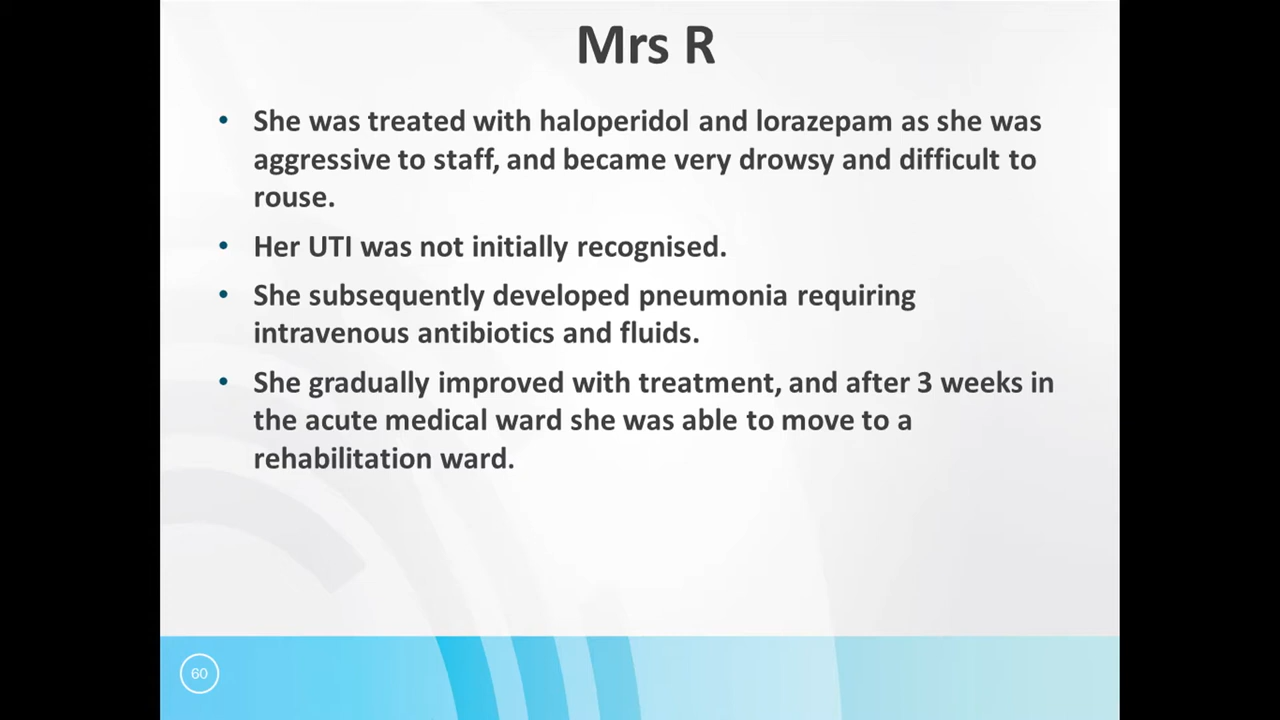 Mrs R
• She was treated with haloperidol and lorazepam as she was
aggressive to staff, and became very drowsy and difficult to
rouse.
• Her UTI was not initially recognised.
• She subsequently developed pneumonia requiring
intravenous antibiotics and fluids.
• She gradually improved with treatment, and after 3 weeks in
the acute medical ward she was able to move to a
rehabilitation ward.
60